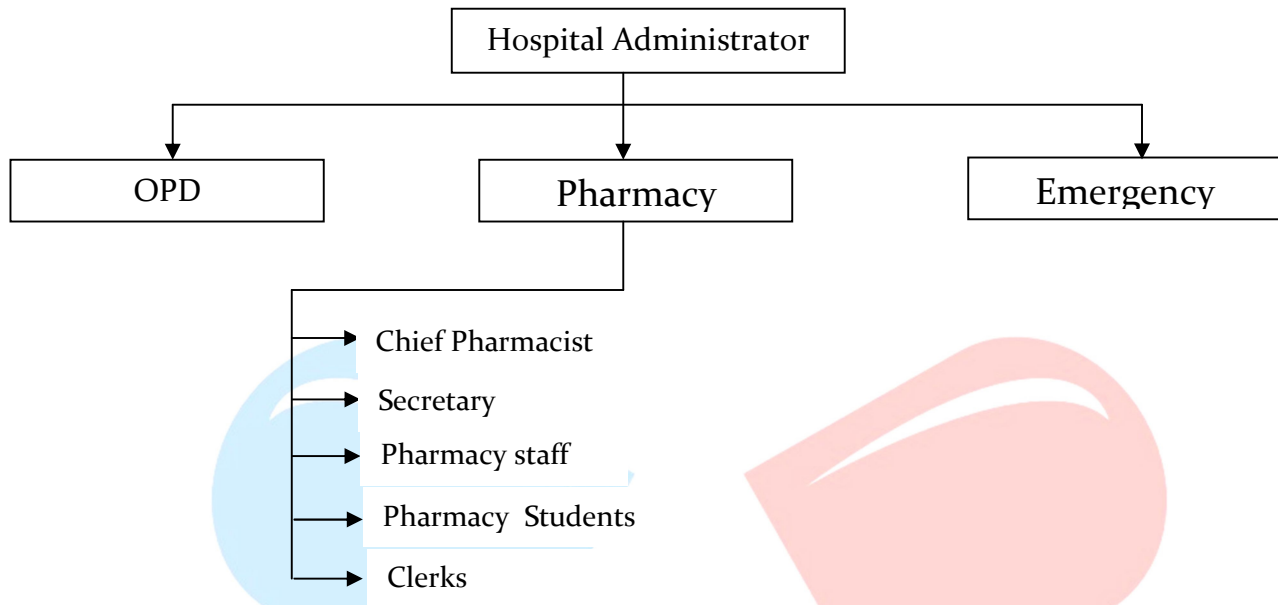 Hospital Administrator
OPD
Pharmacy
Emergency
Chief Pharmacist
Secretary
Pharmacy staff
Pharmacy Students
Clerks